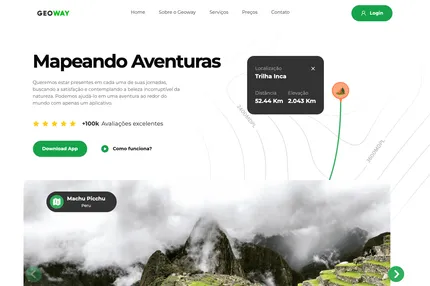 GEOWAY
Home
Sobre o Geoway
Serviços
Preços
Contato
Login
Mapeando Aventuras
Queremos estar presentes em cada uma de suas jornadas,
buscando a satisfação e contemplando a beleza incorruptível da
natureza. Podemos ajudá-lo em uma aventura ao redor do
mundo com apenas um aplicativo.
+100k Avaliações excelentes
Download App
Como funciona?
Localização
Trilha Inca
Distância
Elevação
52.44 Km
2.043 Km
Machu Picchu
Peru